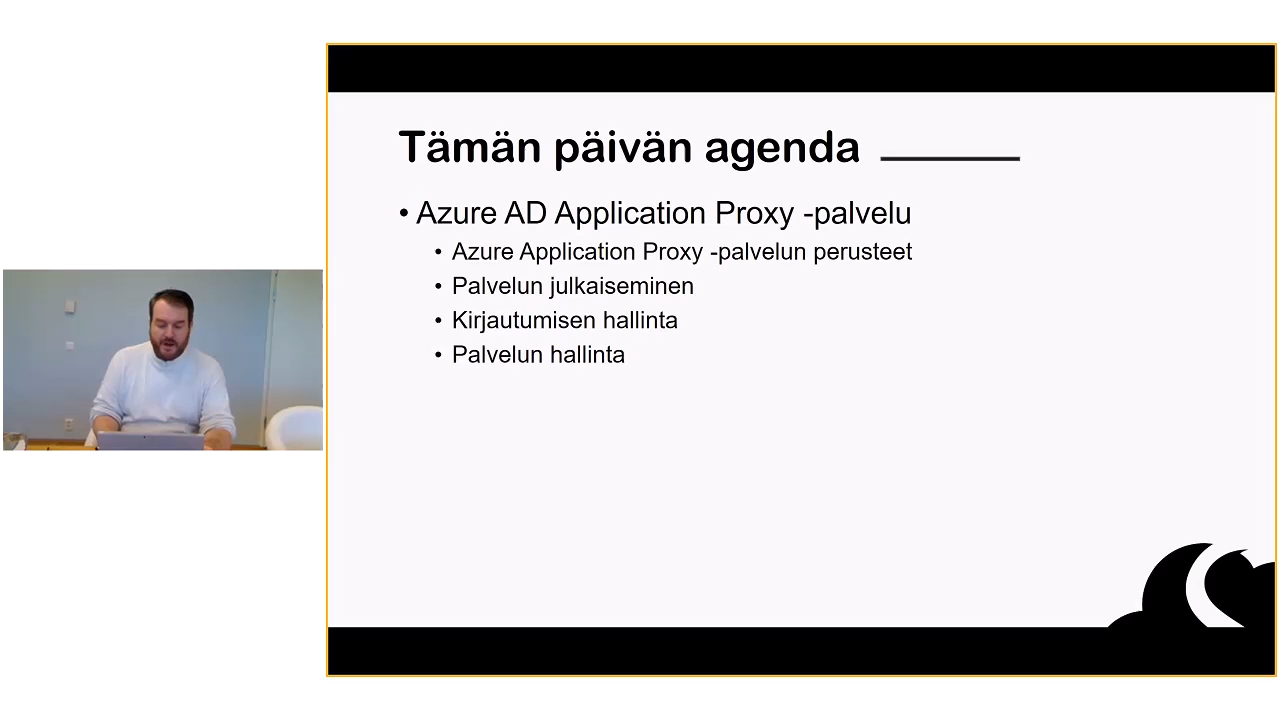 Tämän päivän agenda
• Azure AD Application Proxy -palvelu
• Azure Application Proxy -palvelun perusteet
• Palvelun julkaiseminen
• Kirjautumisen hallinta
• Palvelun hallinta